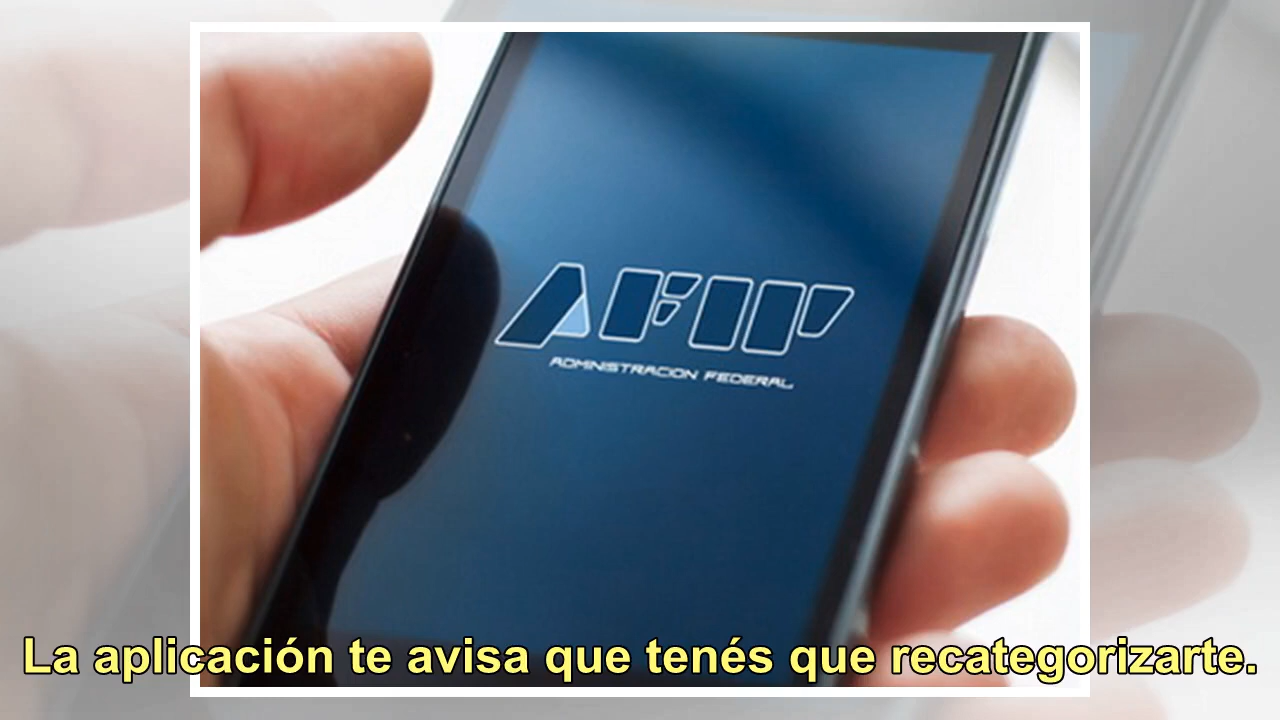 AFIP
ADMINISTRACION FEDERAL
La aplicación te avisa que tenés que recategorizarte.